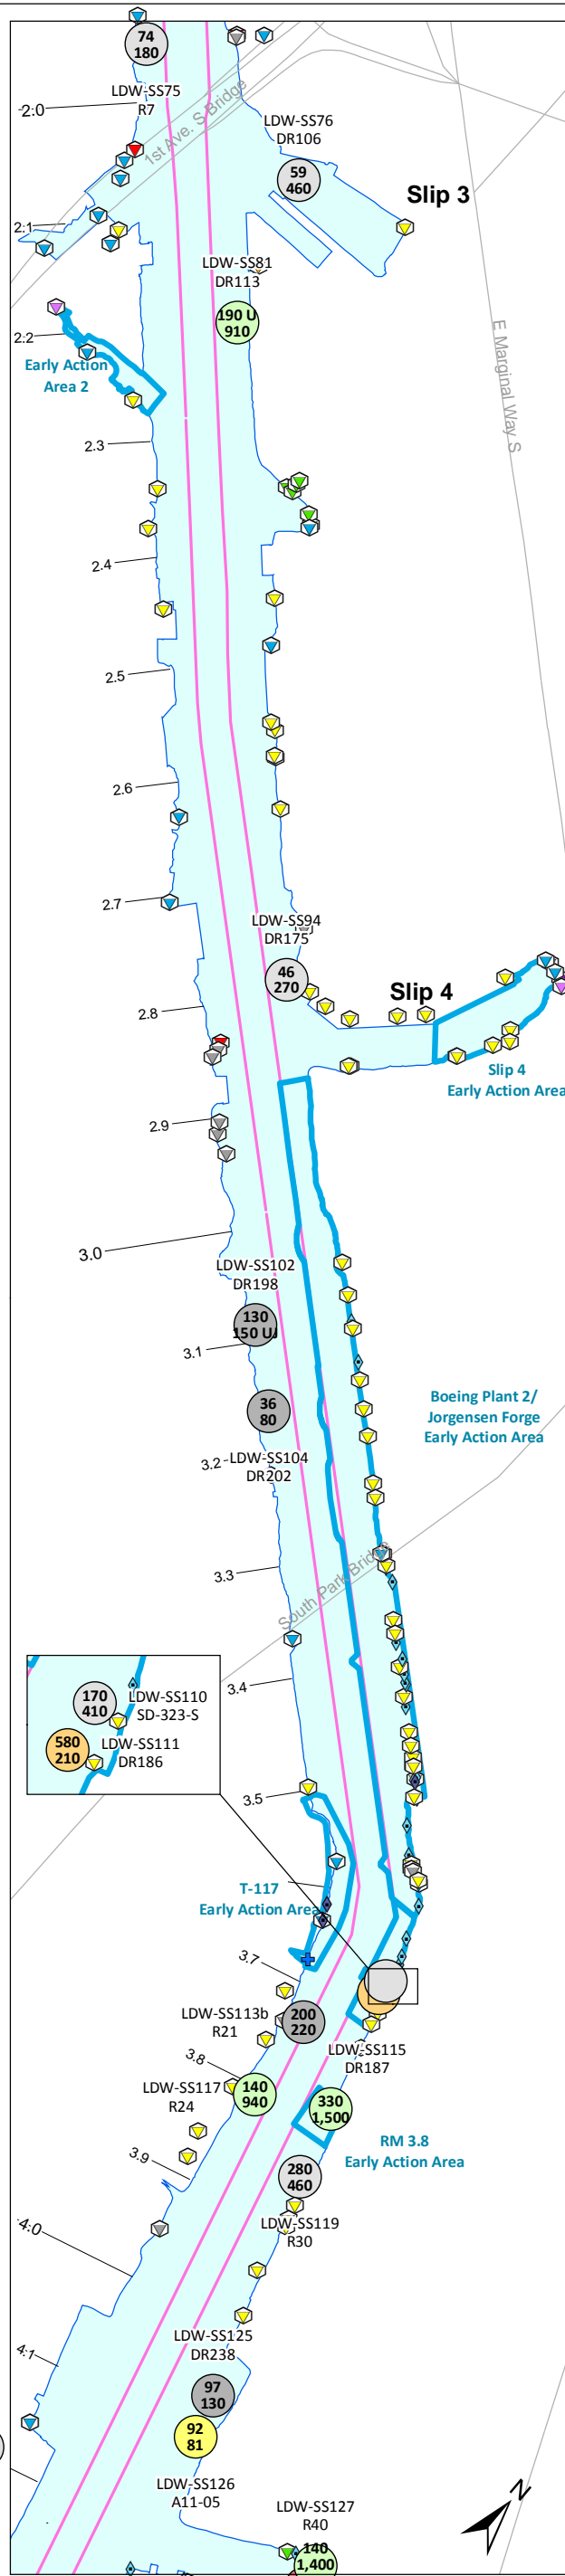 74
180
LDW-SS75
R7
2.0
1st Ave. S Bridge
LDW-SS76
DR106
59
460
Slip 3
2.1
LDW-SS81
DR113
190 U
910
2.2
Early Action
Area 2
E Marginal Way S
2.3
2.4
2.5
2.6
2.7
LDW-SS94
DR175
46
270
Slip 4
2.8
Slip 4
Early Action Area
2.9
3.0
LDW-SS102
DR198
130
150 UJ
3.1
Boeing Plant 2/
Jorgensen Forge
Early Action Area
36
80
3.2
LDW-SS104
DR202
3.3
South Park Bridge
170
410
LDW-SS110
SD-323-S
580
210
LDW-SS111
DR186
3.4
3.5
T-117
Early Action Area
3.7
LDW-SS113b
R21
200
220
LDW-SS115
DR187
3.8
LDW-SS117
R24
140
940
330
1,500
RM 3.8
Early Action Area
3.9
280
460
LDW-SS119
R30
4.0
4.1
LDW-SS125
DR238
97
130
92
81
LDW-SS126
A11-05
LDW-SS127
R40
140
1,400
N